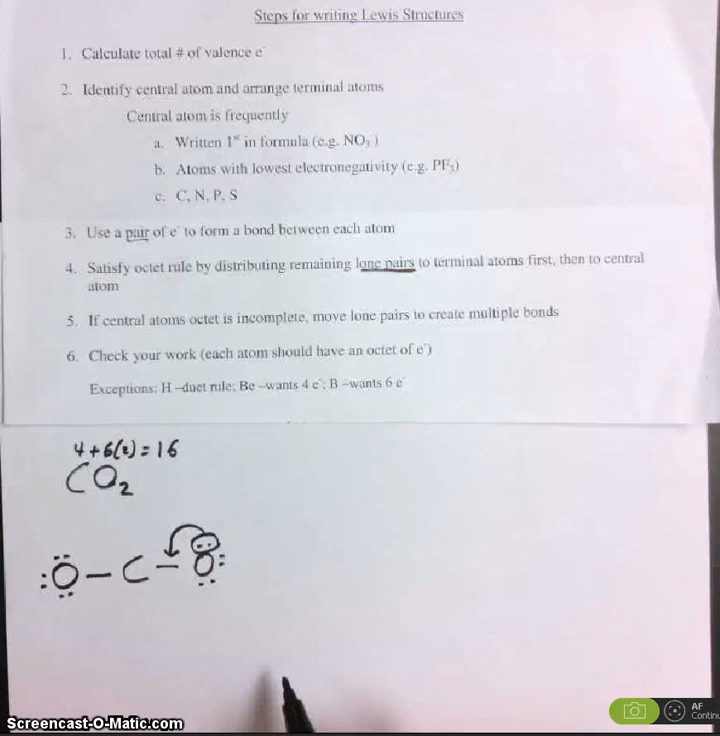 Steps for writing Lewis Structures
1. Calculate total # of valence e⁻
2. Identify central atom and arrange terminal atoms
Central atom is frequently
a. Written 1st in formula (e.g. NO₃⁻)
b. Atoms with lowest electronegativity (e.g. PF₃)
c. C, N, P, S
3. Use a pair of e⁻ to form a bond between each atom
4. Satisfy octet rule by distributing remaining lone pairs to terminal atoms first, then to central
atom
5. If central atoms octet is incomplete, move lone pairs to create multiple bonds
6. Check your work (each atom should have an octet of e⁻)
Exceptions: H –duet rule; Be –wants 4 e⁻; B –wants 6 e⁻
4+6(2)=16
CO₂
:O – C – O:
Screencast-O-Matic.com
AF
Continu